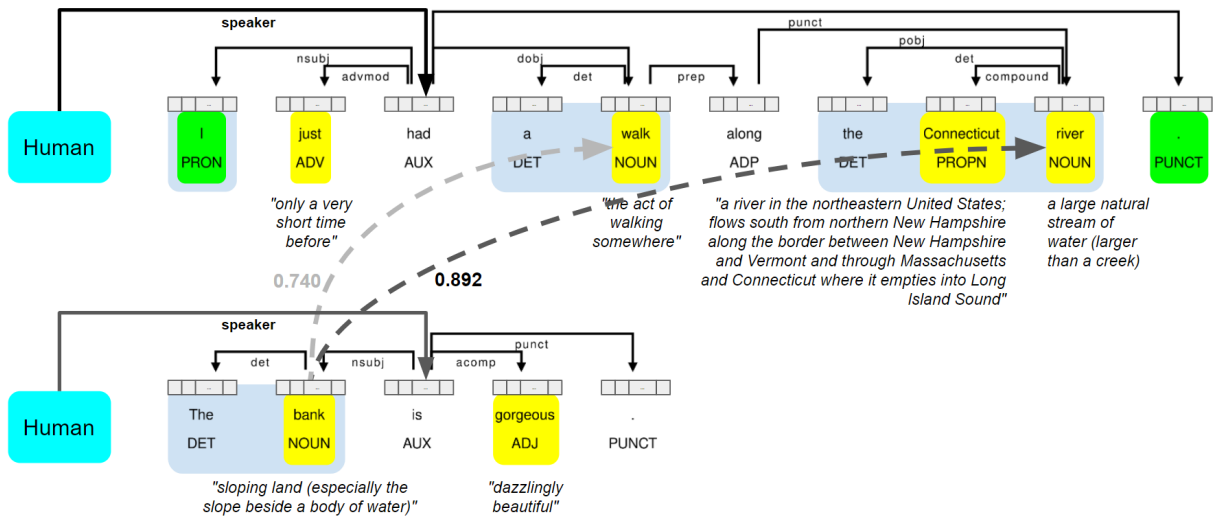 speaker
punct
nsubj
dobj
pobj
advmod
det
prep
det
compound
Human
I
just
had
a
walk
along
the
Connecticut
river
.
PRON
ADV
AUX
DET
NOUN
ADP
DET
PROPN
NOUN
PUNCT
"only a very
short time
before"
"the act of
walking
somewhere"
"a river in the northeastern United States;
flows south from northern New Hampshire
along the border between New Hampshire
and Vermont and through Massachusetts
and Connecticut where it empties into Long
Island Sound"
a large natural
stream of
water (larger
than a creek)
0.740
0.892
speaker
punct
det
nsubj
acomp
Human
The
bank
is
gorgeous
.
DET
NOUN
AUX
ADJ
PUNCT
"sloping land (especially the
slope beside a body of water)"
"dazzlingly
beautiful"